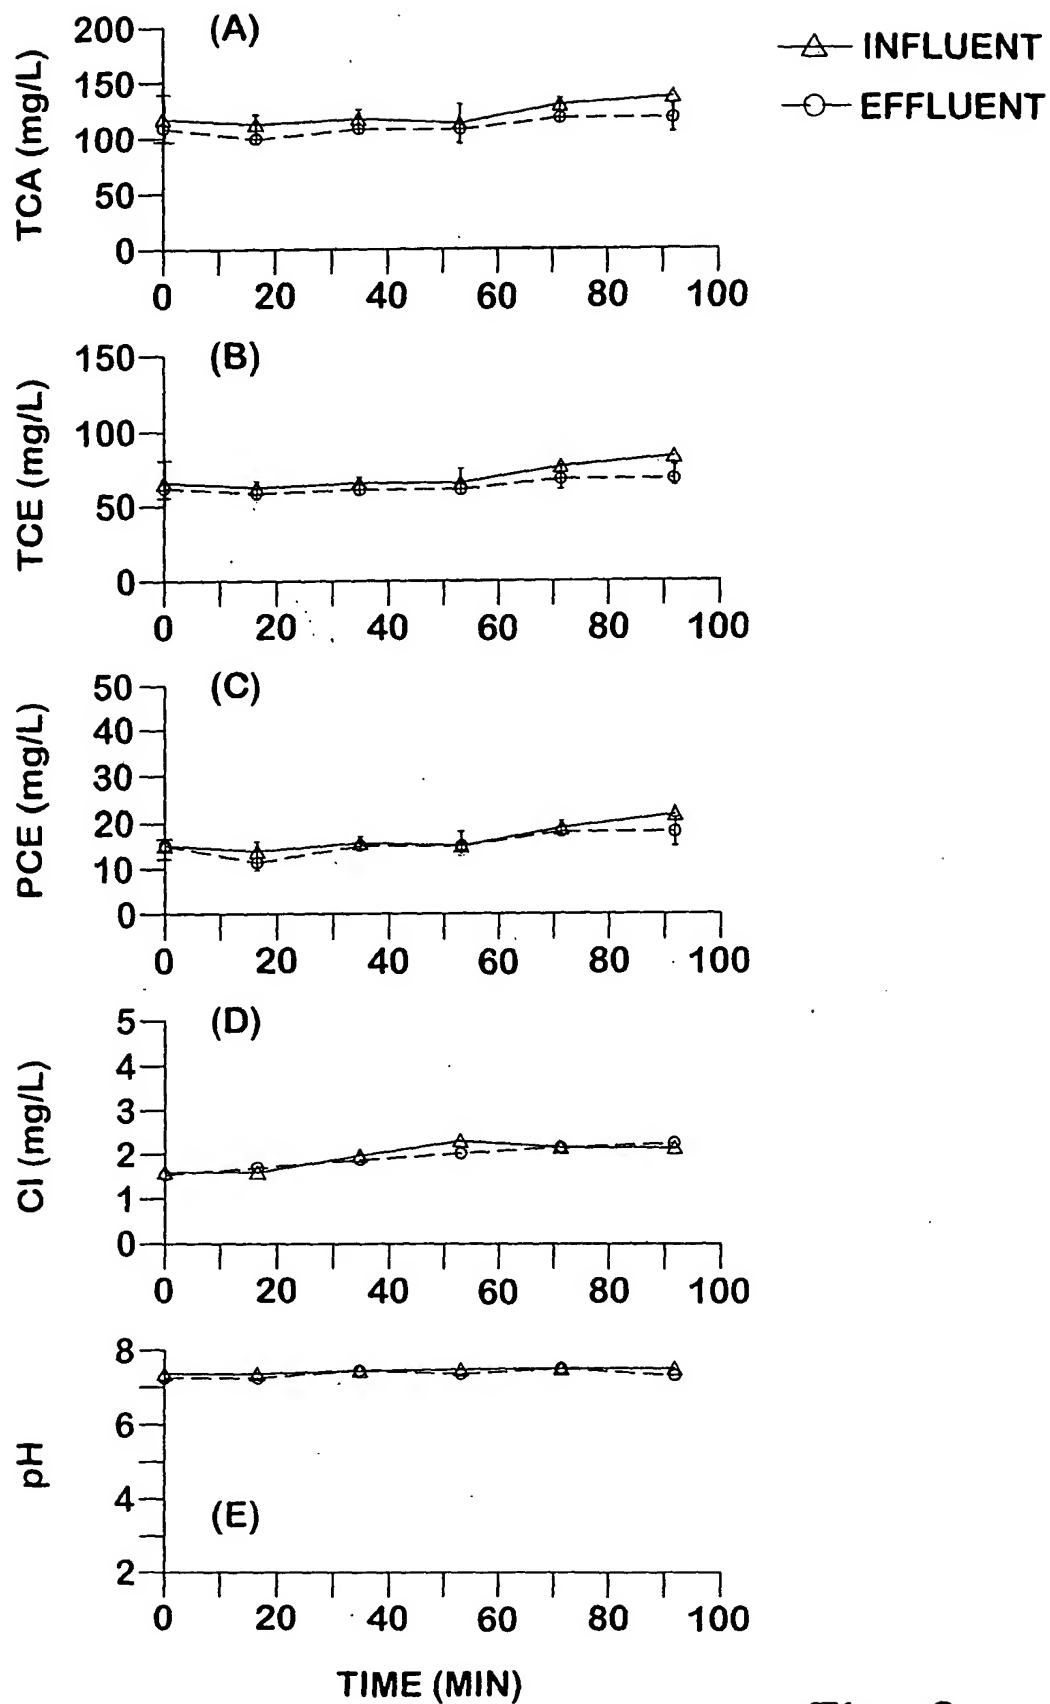 (A)
INFLUENT
EFFLUENT
TCA (mg/L)
200
150
100
50
0
0 20 40 60 80 100
(B)
TCE (mg/L)
150
100
50
0
0 20 40 60 80 100
(C)
PCE (mg/L)
50
40
30
20
10
0
0 20 40 60 80 100
(D)
Cl (mg/L)
5
4
3
2
1
0
0 20 40 60 80 100
(E)
pH
8
6
4
2
0 20 40 60 80 100
TIME (MIN)